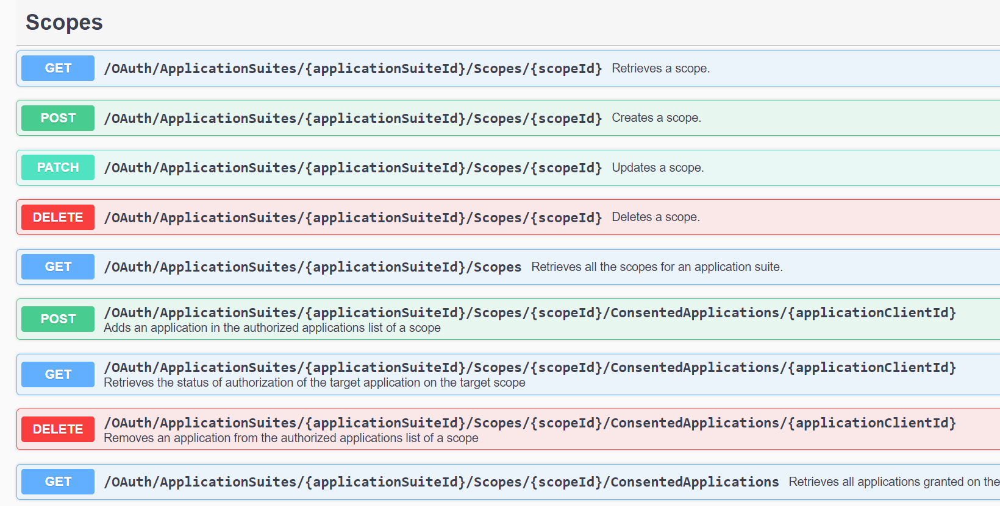 Scopes
GET /OAuth/ApplicationSuites/{applicationSuiteId}/Scopes/{scopeId} Retrieves a scope.
POST /OAuth/ApplicationSuites/{applicationSuiteId}/Scopes/{scopeId} Creates a scope.
PATCH /OAuth/ApplicationSuites/{applicationSuiteId}/Scopes/{scopeId} Updates a scope.
DELETE /OAuth/ApplicationSuites/{applicationSuiteId}/Scopes/{scopeId} Deletes a scope.
GET /OAuth/ApplicationSuites/{applicationSuiteId}/Scopes Retrieves all the scopes for an application suite.
POST /OAuth/ApplicationSuites/{applicationSuiteId}/Scopes/{scopeId}/ConsentedApplications/{applicationClientId}
Adds an application in the authorized applications list of a scope
GET /OAuth/ApplicationSuites/{applicationSuiteId}/Scopes/{scopeId}/ConsentedApplications/{applicationClientId}
Retrieves the status of authorization of the target application on the target scope
DELETE /OAuth/ApplicationSuites/{applicationSuiteId}/Scopes/{scopeId}/ConsentedApplications/{applicationClientId}
Removes an application from the authorized applications list of a scope
GET /OAuth/ApplicationSuites/{applicationSuiteId}/Scopes/{scopeId}/ConsentedApplications Retrieves all applications granted on the